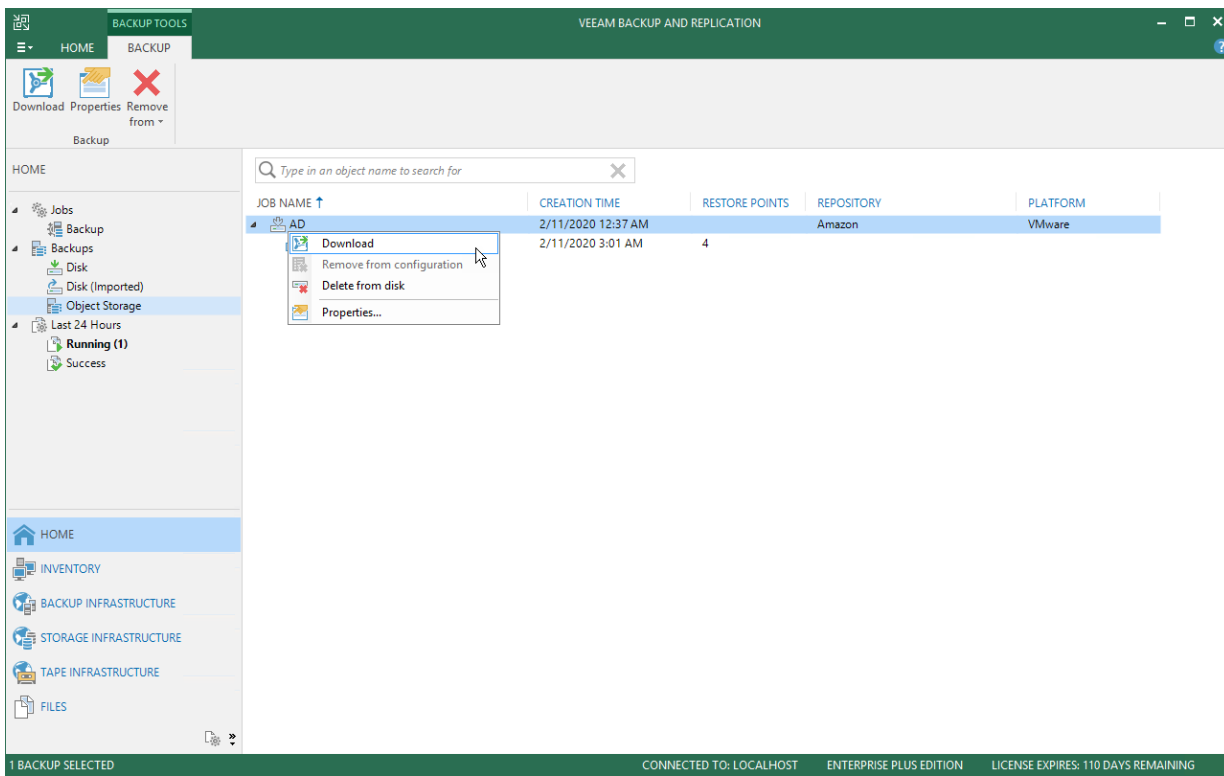 BACKUP TOOLS
VEEAM BACKUP AND REPLICATION
HOME BACKUP
Download Properties Remove from
Backup
HOME
Type in an object name to search for
JOB NAME CREATION TIME RESTORE POINTS REPOSITORY PLATFORM
AD 2/11/2020 12:37 AM Amazon VMware
2/11/2020 3:01 AM 4
Download
Remove from configuration
Delete from disk
Properties...
Jobs
Backup
Backups
Disk
Disk (Imported)
Object Storage
Last 24 Hours
Running (1)
Success
HOME
INVENTORY
BACKUP INFRASTRUCTURE
STORAGE INFRASTRUCTURE
TAPE INFRASTRUCTURE
FILES
1 BACKUP SELECTED
CONNECTED TO: LOCALHOST ENTERPRISE PLUS EDITION LICENSE EXPIRES: 110 DAYS REMAINING